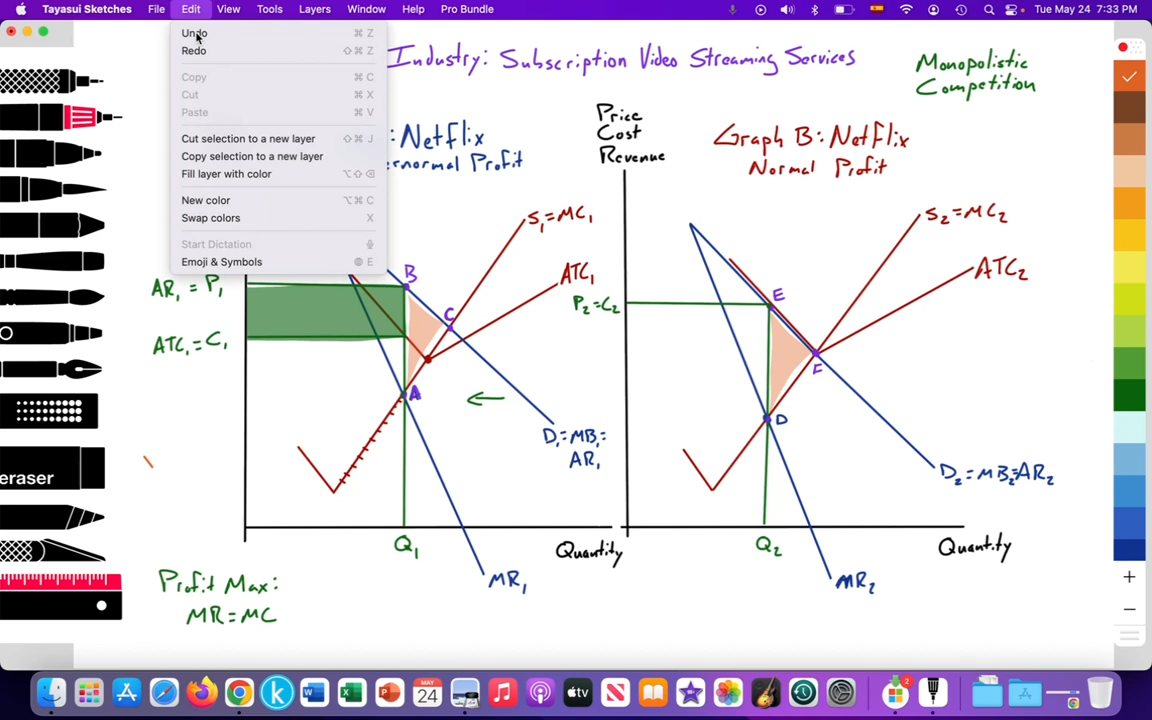 Tayasui Sketches File Edit View Tools Layers Window Help Pro Bundle Tue May 24 7:33 PM
Undo ⌘ Z
Redo ⇧ ⌘ Z
Copy ⌘ C
Cut ⌘ X
Paste ⌘ V
Cut selection to a new layer ⇧ ⌘ J
Copy selection to a new layer
Fill layer with color ⌥ ⇧ ⌫
New color ⌥ ⌘ C
Swap colors X
Start Dictation
Emoji & Symbols E
Industry: Subscription Video Streaming Services
Monopolistic
Competition
: Netflix
ernormal Profit
Price
Cost
Revenue
Graph B: Netflix
Normal Profit
S₁=MC₁
ATC₁
AR₁ = P₁
ATC₁=C₁
B
C
A
D₁=MB₁=
AR₁
Q₁
Quantity
MR₁
Profit Max:
MR=MC
S₂=MC₂
ATC₂
P₂=C₂
E
F
D
D₂=MB₂=AR₂
Q₂
Quantity
MR₂
eraser
MAY
24
2